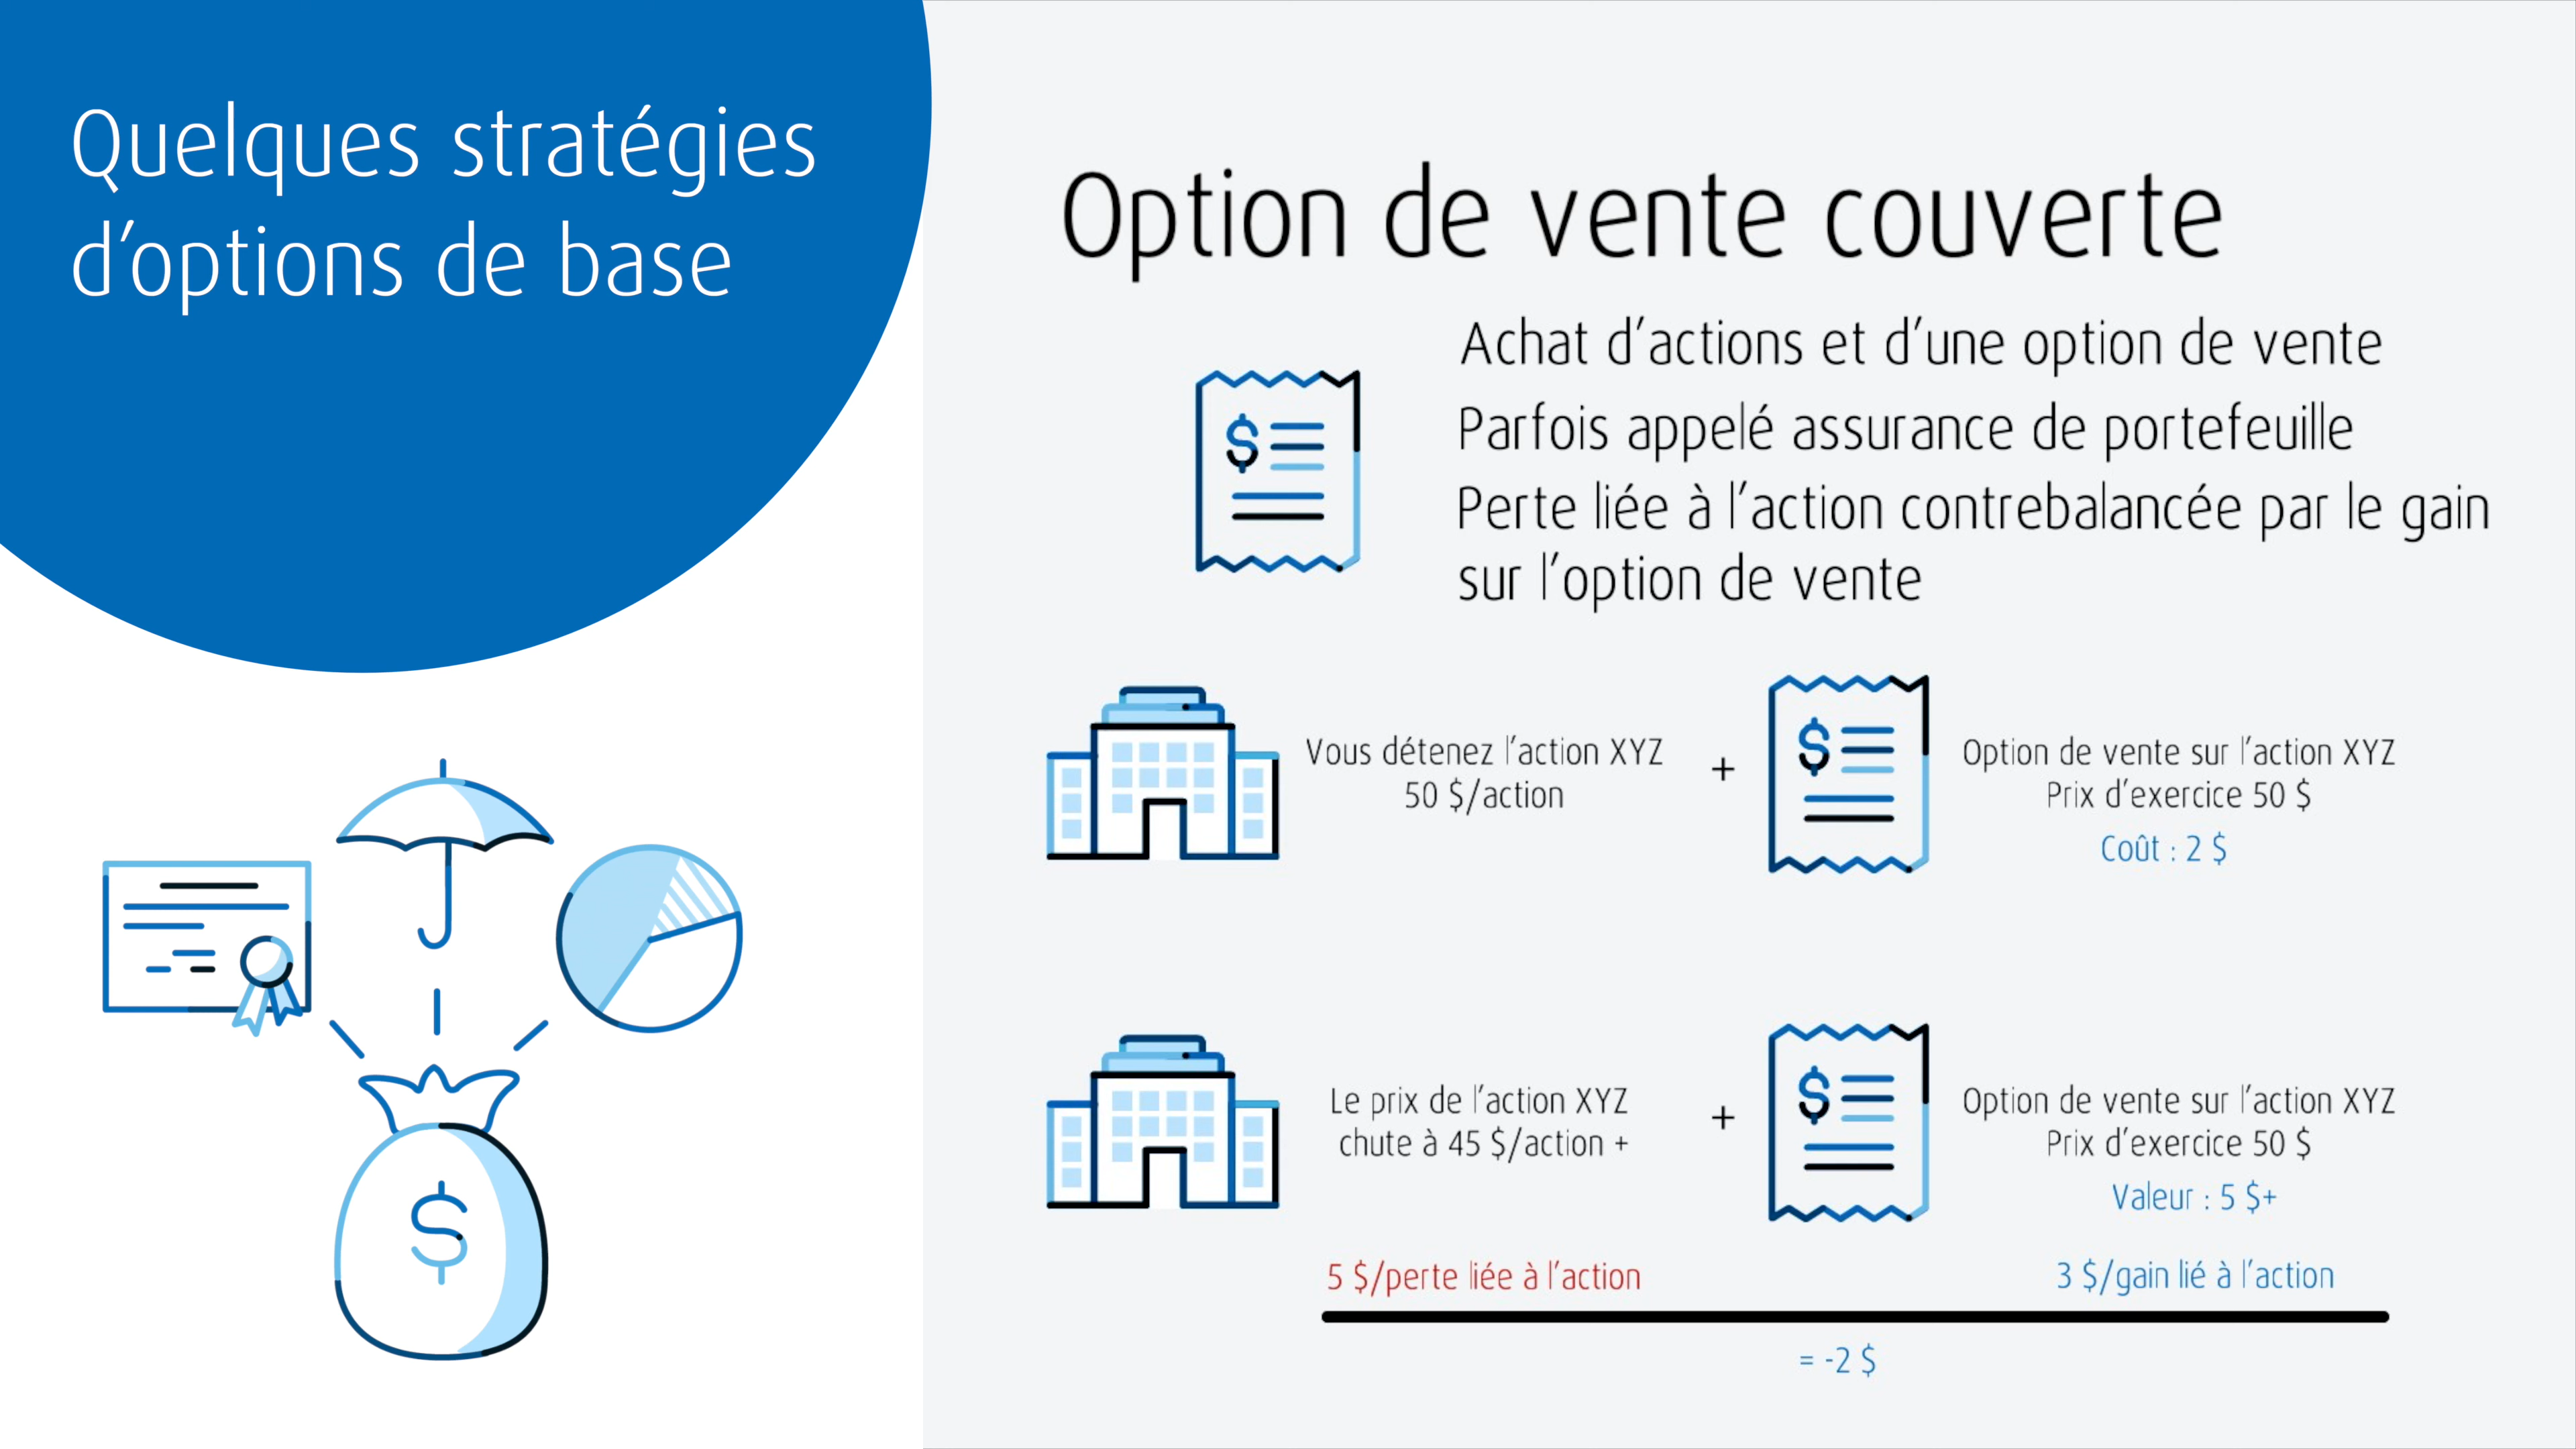 Quelques stratégies
d’options de base
Option de vente couverte
Achat d’actions et d’une option de vente
Parfois appelé assurance de portefeuille
Perte liée à l’action contrebalancée par le gain
sur l’option de vente
Vous détenez l’action XYZ
50 $/action
+
Option de vente sur l’action XYZ
Prix d’exercice 50 $
Coût : 2 $
Le prix de l’action XYZ
chute à 45 $/action +
+
Option de vente sur l’action XYZ
Prix d’exercice 50 $
Valeur : 5 $+
5 $/perte liée à l’action
3 $/gain lié à l’action
= -2 $